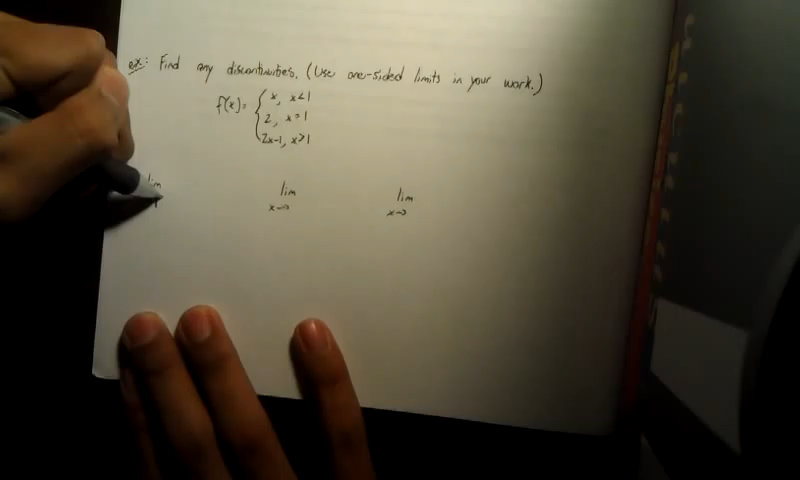 ex: Find any discontinuities. (Use one-sided limits in your work.)
f(x)= { x, x<1
2, x=1
2x-1, x>1
lim lim lim
x→ x→